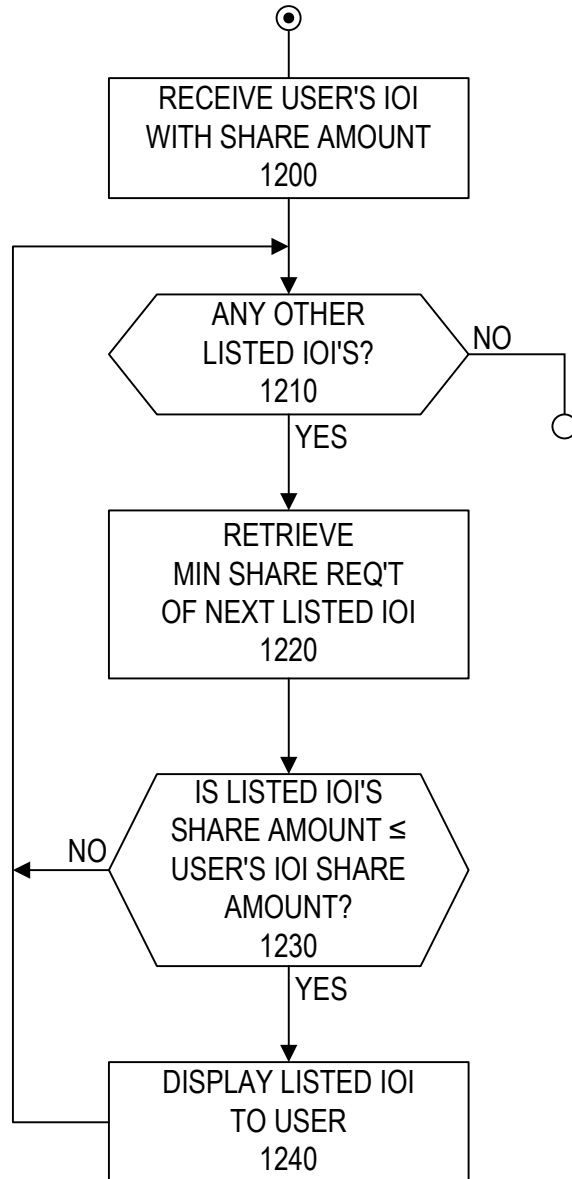 RECEIVE USER'S IOI
WITH SHARE AMOUNT
1200
ANY OTHER
LISTED IOI'S?
1210
NO
YES
RETRIEVE
MIN SHARE REQ'T
OF NEXT LISTED IOI
1220
IS LISTED IOI'S
SHARE AMOUNT ≤
USER'S IOI SHARE
AMOUNT?
1230
NO
YES
DISPLAY LISTED IOI
TO USER
1240